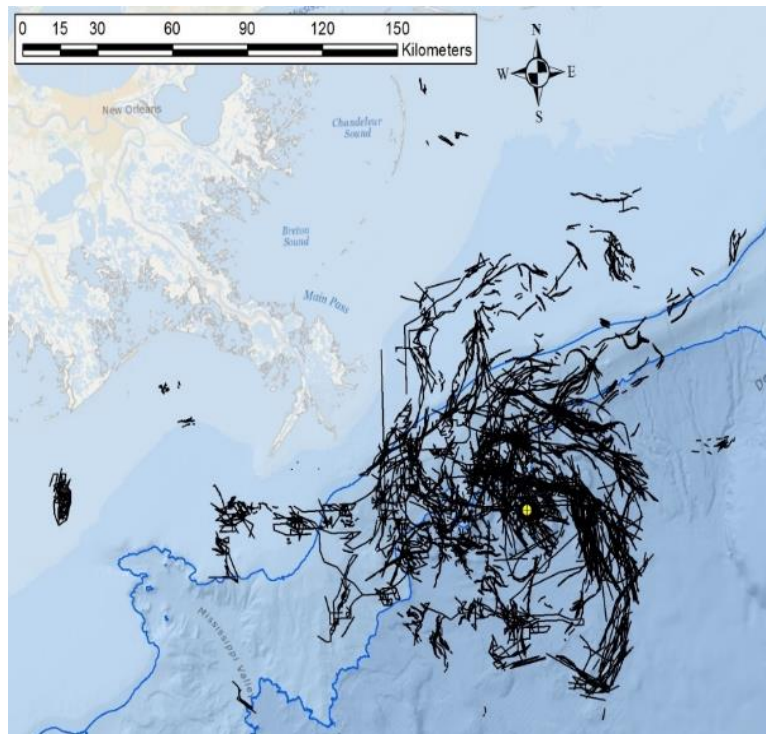 0 15 30 60 90 120 150
Kilometers
N
W E
S
New Orleans
Chandeleur
Sound
Breton
Sound
Main Pass
Mississippi Valley